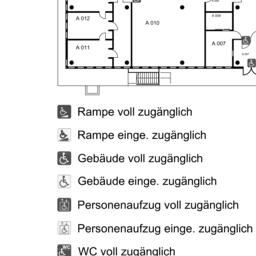 A 012
A 010
A 008
A 007
A 011
Rampe voll zugänglich
Rampe einge. zugänglich
Gebäude voll zugänglich
Gebäude einge. zugänglich
Personenaufzug voll zugänglich
Personenaufzug einge. zugänglich
WC
WC voll zugänglich